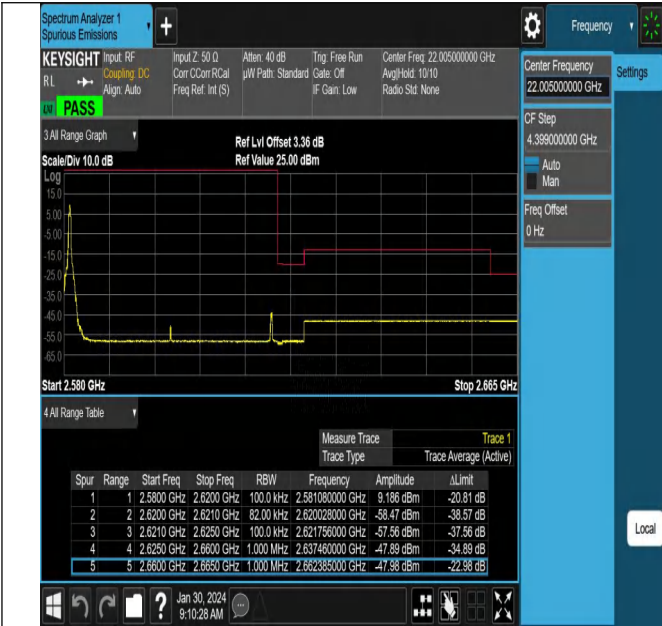 Spectrum Analyzer 1
Spurious Emissions
+
Frequency
KEYSIGHT Input: RF Input Z: 50 Ω Atten: 40 dB Trig: Free Run Center Freq: 22.005000000 GHz
RL Coupling: DC Corr CCorr RCal µW Path: Standard Gate: Off Avg|Hold: 10/10
Align: Auto Freq Ref: Int (S) IF Gain: Low Radio Std: None
PASS
Center Frequency
22.005000000 GHz
Settings
CF Step
4.399000000 GHz
Auto
Man
Freq Offset
0 Hz
3 All Range Graph
Ref Lvl Offset 3.36 dB
Scale/Div 10.0 dB Ref Value 25.00 dBm
Log
15.0
5.00
-5.00
-15.0
-25.0
-35.0
-45.0
-55.0
-65.0
Start 2.580 GHz Stop 2.665 GHz
4 All Range Table
Measure Trace Trace 1
Trace Type Trace Average (Active)
Spur Range Start Freq Stop Freq RBW Frequency Amplitude ΔLimit
1 1 2.5800 GHz 2.6200 GHz 100.0 kHz 2.581080000 GHz 9.186 dBm -20.81 dB
2 2 2.6200 GHz 2.6210 GHz 82.00 kHz 2.620028000 GHz -58.47 dBm -38.57 dB
3 3 2.6210 GHz 2.6250 GHz 100.0 kHz 2.621756000 GHz -57.56 dBm -37.56 dB
4 4 2.6250 GHz 2.6600 GHz 1.000 MHz 2.637460000 GHz -47.89 dBm -34.89 dB
5 5 2.6600 GHz 2.6650 GHz 1.000 MHz 2.662385000 GHz -47.98 dBm -22.98 dB
Local
? Jan 30, 2024
9:10:28 AM